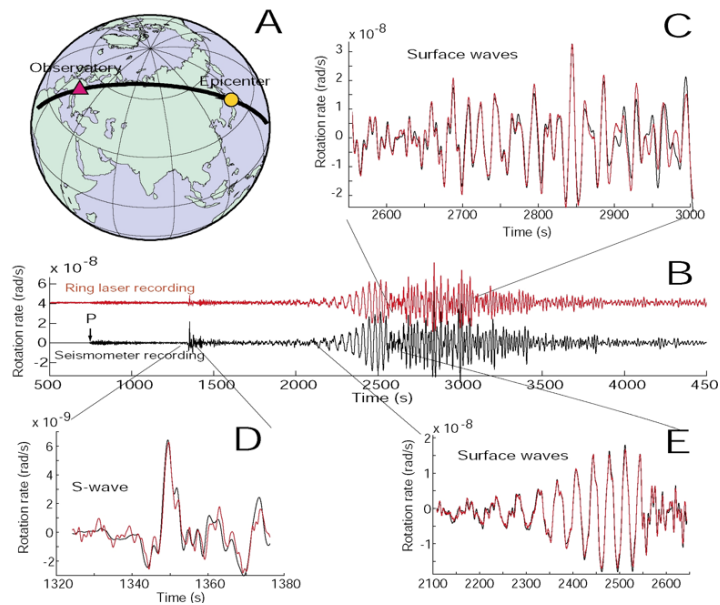 A
Observatory
Epicenter
C
x 10-8
Surface waves
Rotation rate (rad/s)
3
2
1
0
-1
-2
2600 2700 2800 2900 3000
Time (s)
B
x 10-8
Ring laser recording
P
Seismometer recording
Rotation rate (rad/s)
6
4
2
0
-2
500 1000 1500 2000 2500 3000 3500 4000 450
Time (s)
D
x 10-9
S-wave
Rotation rate (rad/s)
6
4
2
0
-2
1320 1340 1360 1380
Time (s)
E
x 10-8
Surface waves
Rotation rate (rad/s)
2
1
0
-1
2100 2200 2300 2400 2500 2600
Time (s)